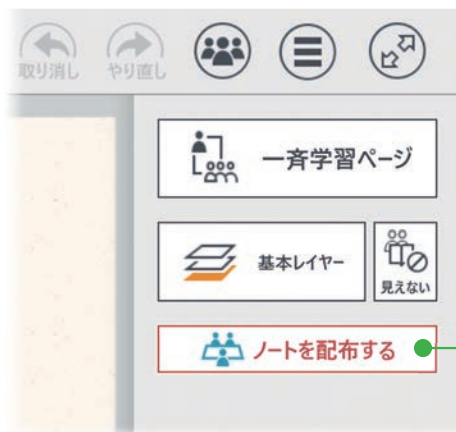 取り消し
やり直し
一斉学習ページ
基本レイヤー
見えない
ノートを配布する